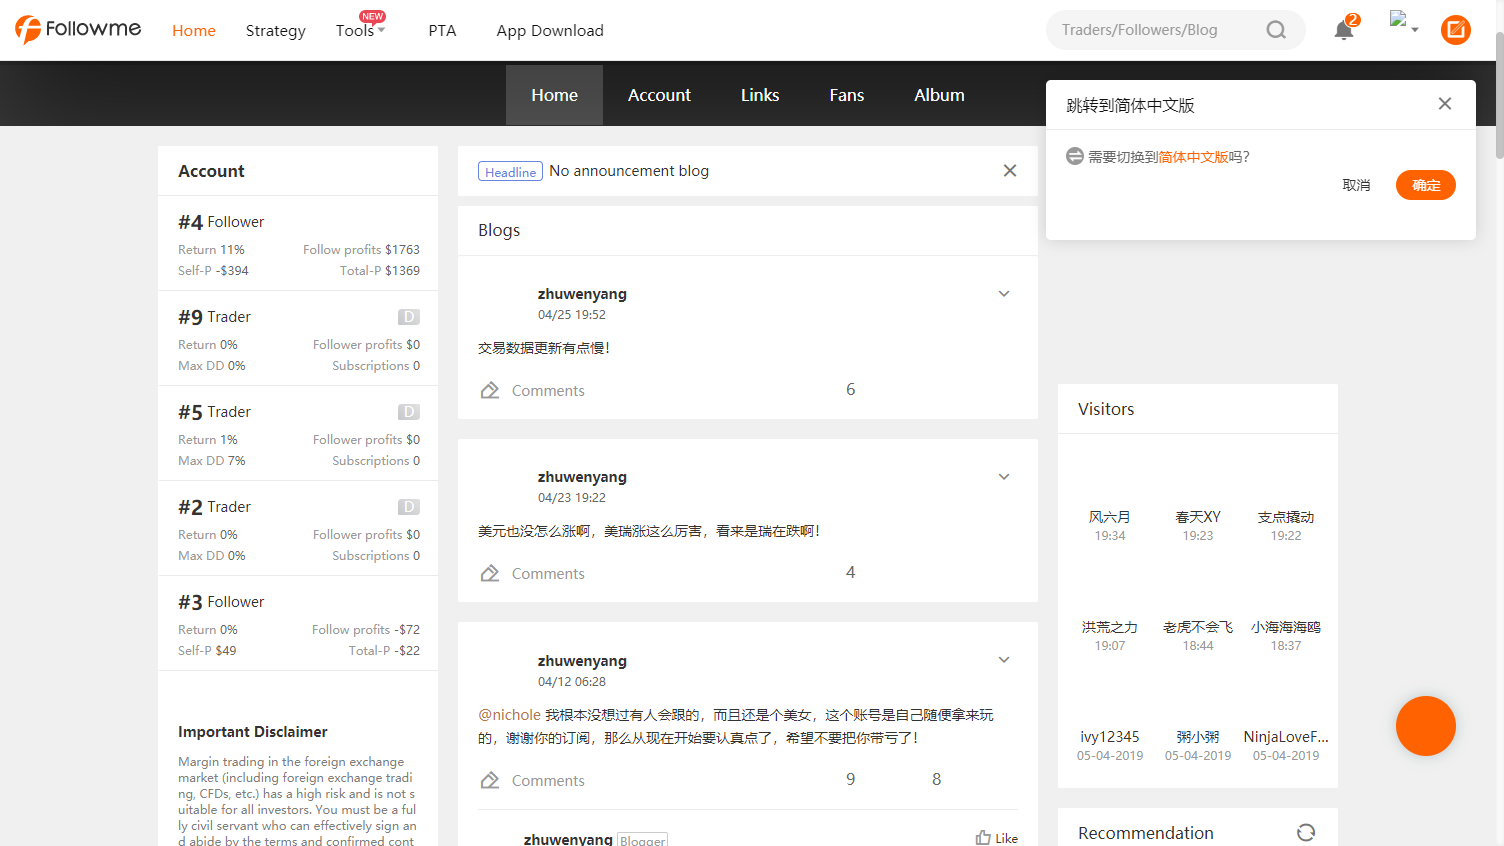 Followme
Home
Strategy
Tools
NEW
PTA
App Download
Traders/Followers/Blog
2
Home
Account
Links
Fans
Album
跳转到简体中文版
需要切换到简体中文版吗?
取消
确定
Account
#4 Follower
Return 11% Follow profits $1763
Self-P -$394 Total-P $1369
#9 Trader D
Return 0% Follower profits $0
Max DD 0% Subscriptions 0
#5 Trader D
Return 1% Follower profits $0
Max DD 7% Subscriptions 0
#2 Trader D
Return 0% Follower profits $0
Max DD 0% Subscriptions 0
#3 Follower
Return 0% Follow profits -$72
Self-P $49 Total-P -$22
Important Disclaimer
Margin trading in the foreign exchange
market (including foreign exchange tradi
ng, CFDs, etc.) has a high risk and is not s
uitable for all investors. You must be a ful
ly civil servant who can effectively sign an
d abide by the terms and confirmed cont
Headline No announcement blog
Blogs
zhuwenyang
04/25 19:52
交易数据更新有点慢！
Comments 6
zhuwenyang
04/23 19:22
美元也没怎么涨啊，美瑞涨这么厉害，看来是瑞在跌啊！
Comments 4
zhuwenyang
04/12 06:28
@nichole 我根本没想过有人会跟的，而且还是个美女，这个账号是自己随便拿来玩
的，谢谢你的订阅，那么从现在开始要认真点了，希望不要把你带亏了！
Comments 9 8
zhuwenyang Blogger Like
Visitors
风六月 春天XY 支点撬动
19:34 19:23 19:22
洪荒之力 老虎不会飞 小海海海鸥
19:07 18:44 18:37
ivy12345 粥小粥 NinjaLoveF...
05-04-2019 05-04-2019 05-04-2019
Recommendation